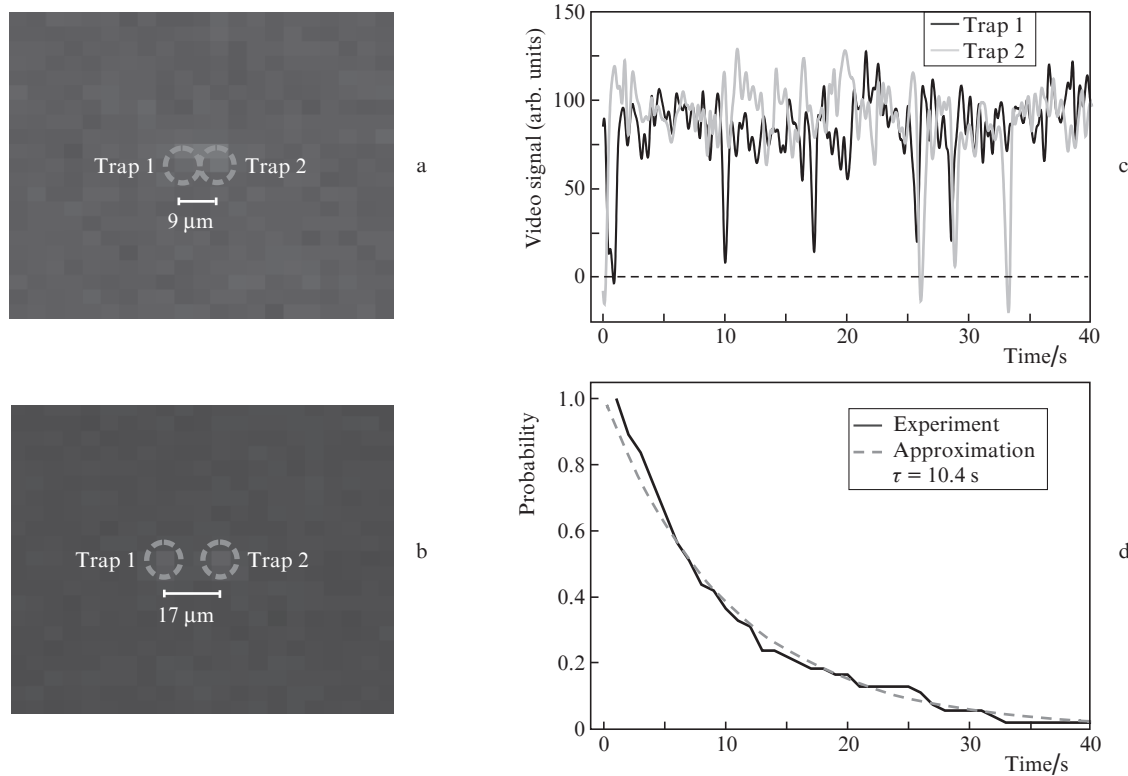 Trap 1
Trap 2
9 μm
a
Trap 1
Trap 2
17 μm
b
Video signal (arb. units)
150
100
75
50
0
Trap 1
Trap 2
0
10
20
30
40
Time/s
c
Probability
1.0
0.8
0.6
0.4
0.2
0
Experiment
Approximation
τ = 10.4 s
0
10
20
30
40
Time/s
d